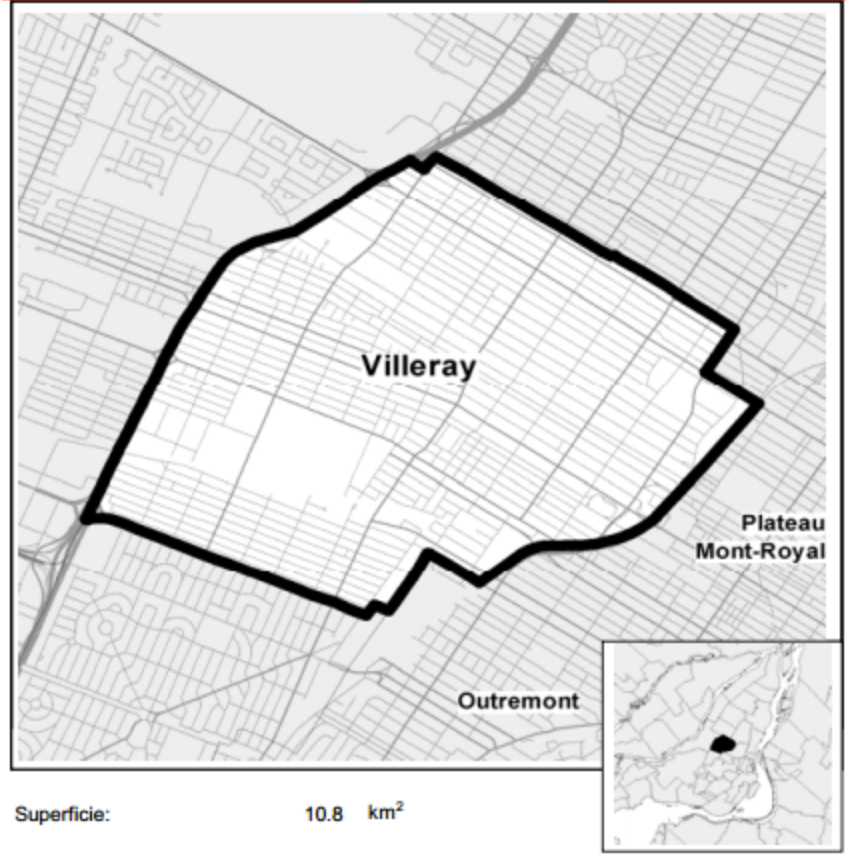 Villeray
Plateau
Mont-Royal
Outremont
Superficie: 10.8 km²